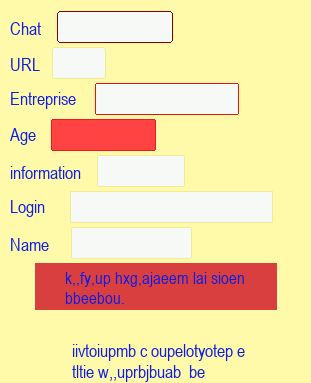 Chat
URL
Entreprise
Age
information
Login
Name
k,,fy,up hxg,ajaeem lai sioen
bbeebou.
iivtoiupmb c oupelotyotep e
tltie w,,uprbjbuab be